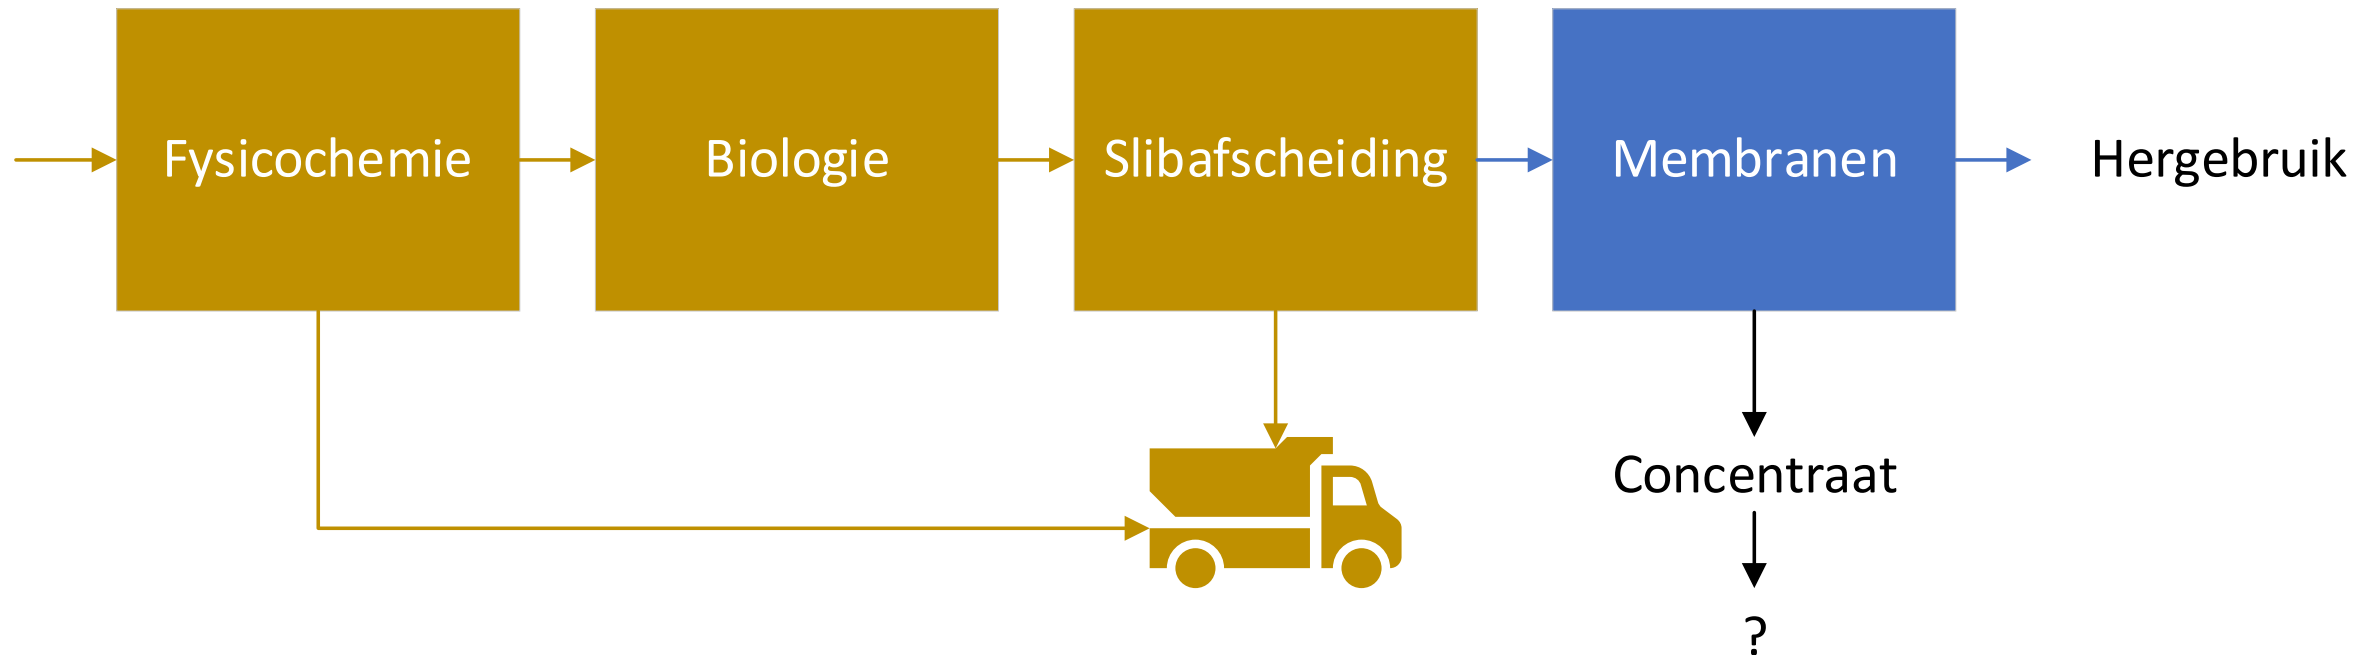 Fysicochemie
Biologie
Slibafscheiding
Membranen
Hergebruik
Concentraat
?